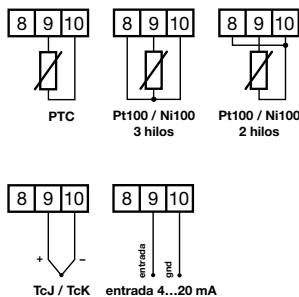 8 9 10
8 9 10
8 9 10
PTC
Pt100 / Ni100
3 hilos
Pt100 / Ni100
2 hilos
8 9 10
8 9 10
+
–
entrada
gnd
TcJ / TcK
entrada 4...20 mA